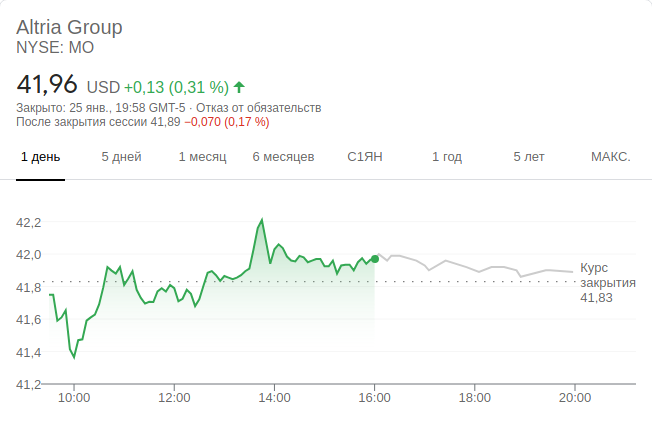 Altria Group
NYSE: MO
41,96 USD +0,13 (0,31 %)
Закрыто: 25 янв., 19:58 GMT-5 · Отказ от обязательств
После закрытия сессии 41,89 −0,070 (0,17 %)
1 день 5 дней 1 месяц 6 месяцев С1ЯН 1 год 5 лет МАКС.
42,2
42,0
41,8
41,6
41,4
41,2
Курс
закрытия
41,83
10:00 12:00 14:00 16:00 18:00 20:00